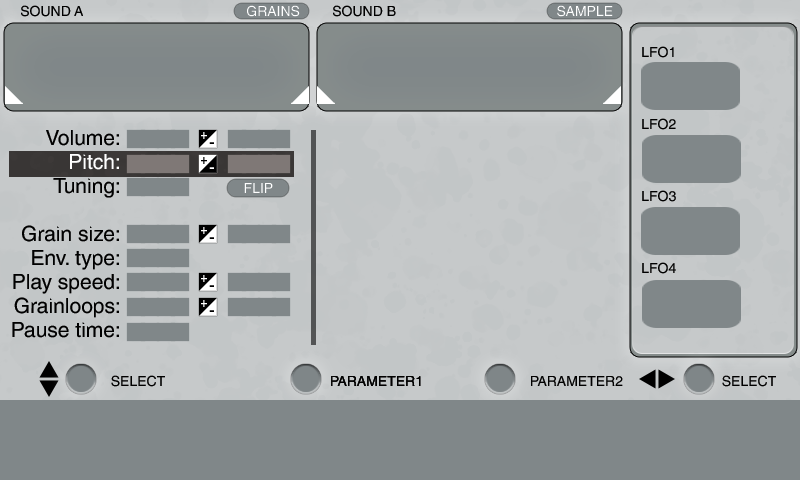 SOUND A
GRAINS
SOUND B
SAMPLE
LFO1
LFO2
LFO3
LFO4
Volume:
+ -
Pitch:
+ -
Tuning:
FLIP
Grain size:
+ -
Env. type:
Play speed:
+ -
Grainloops:
+ -
Pause time:
SELECT
PARAMETER1
PARAMETER2
SELECT